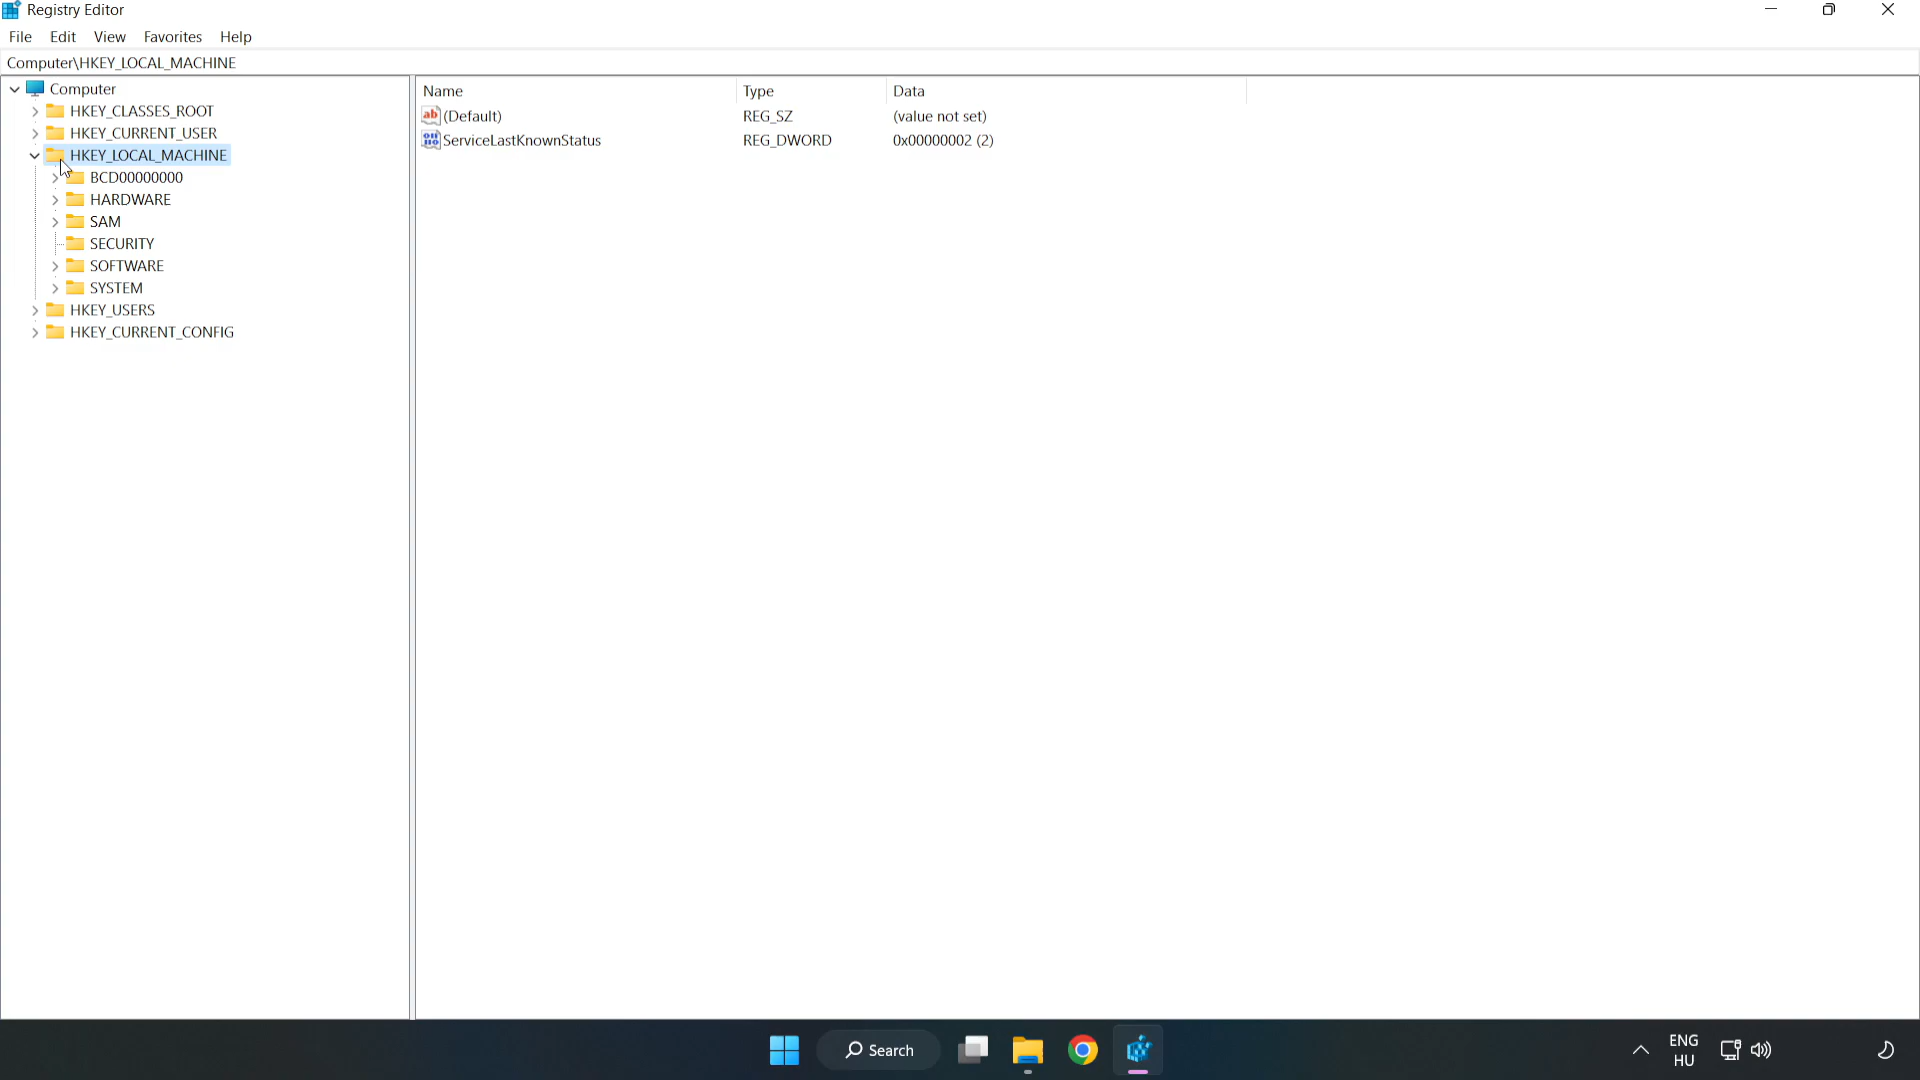 Registry Editor
File Edit View Favorites Help
Computer\HKEY_LOCAL_MACHINE
Computer
HKEY_CLASSES_ROOT
HKEY_CURRENT_USER
HKEY_LOCAL_MACHINE
BCD00000000
HARDWARE
SAM
SECURITY
SOFTWARE
SYSTEM
HKEY_USERS
HKEY_CURRENT_CONFIG
Name Type Data
(Default) REG_SZ (value not set)
ServiceLastKnownStatus REG_DWORD 0x00000002 (2)
Search
ENG
HU